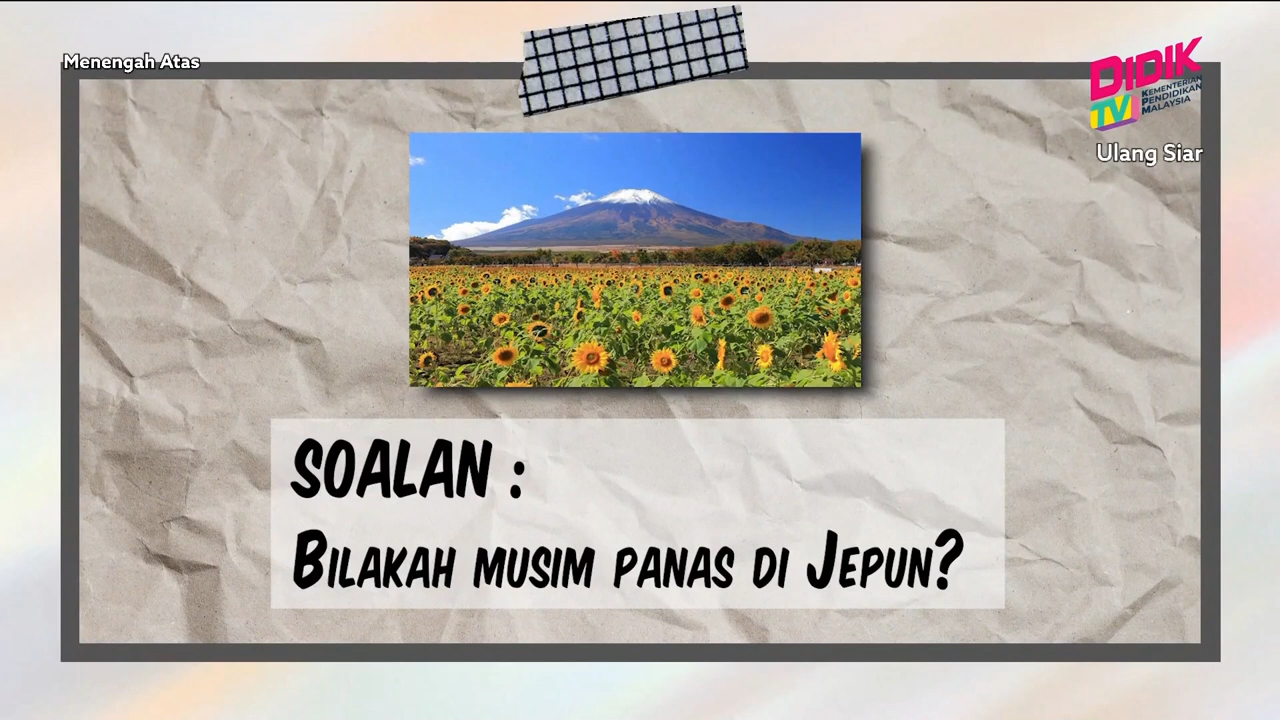 Menengah Atas
DIDIK
TV
KEMENTERIAN
PENDIDIKAN
MALAYSIA
Ulang Siar
SOALAN :
BILAKAH MUSIM PANAS DI JEPUN?